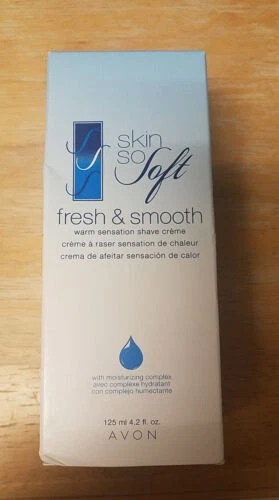 skin
so
Soft
fresh & smooth
warm sensation shave crème
crème à raser sensation de chaleur
crema de afeitar sensación de calor
with moisturizing complex
avec complexe hydratant
con complejo humectante
125 ml 4.2 fl. oz.
AVON